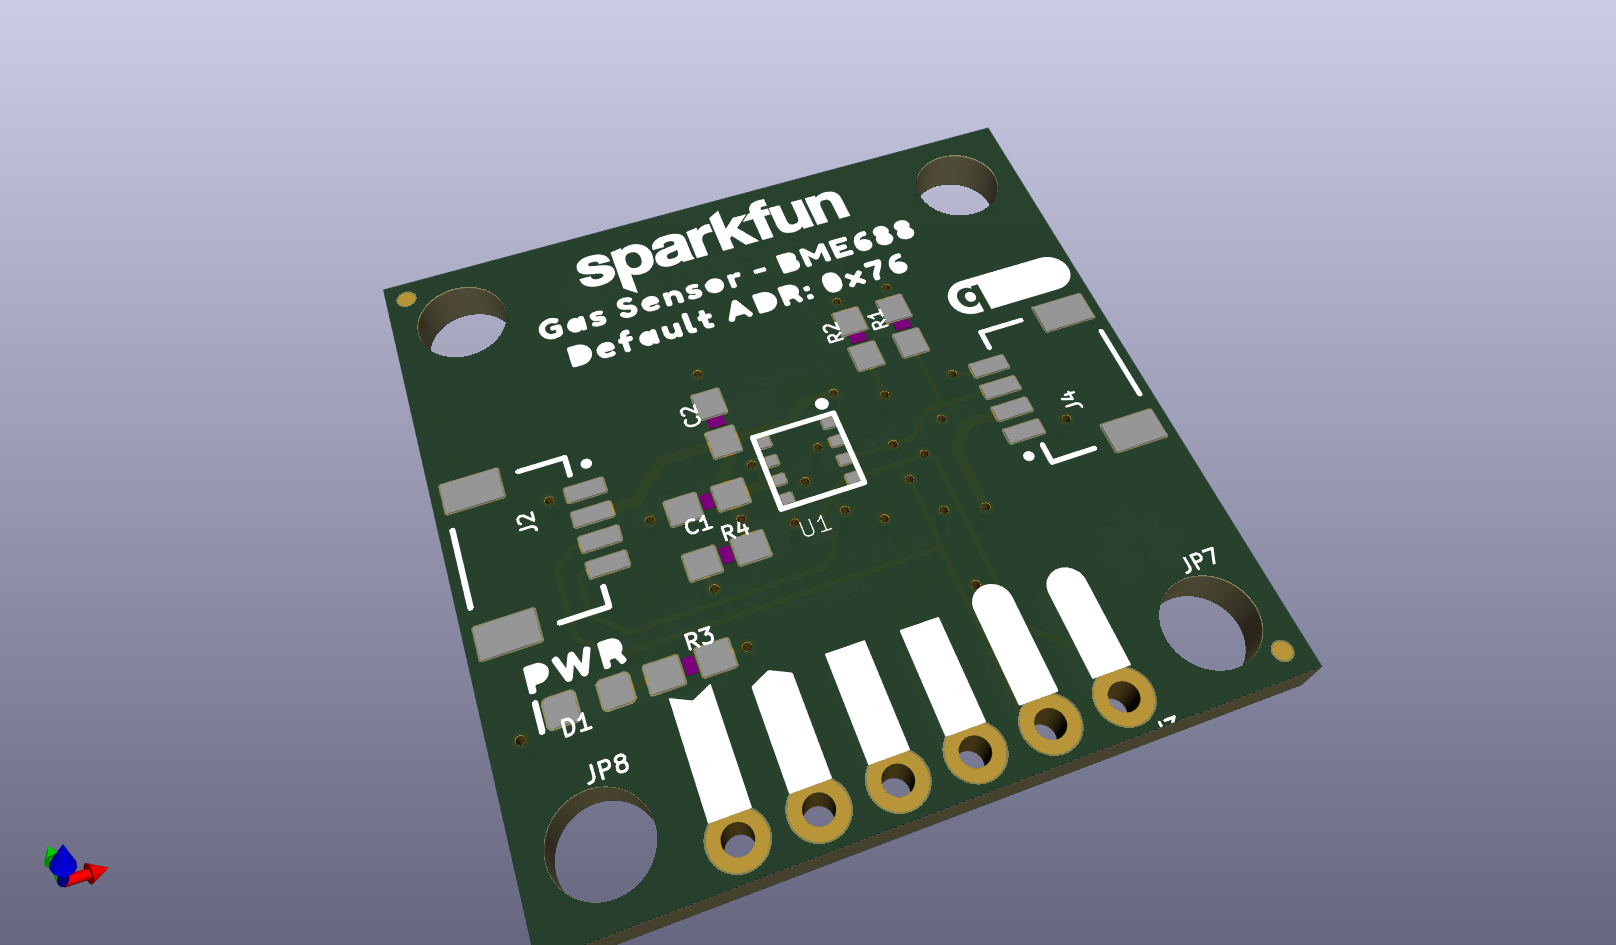 sparkfun
Gas Sensor - BME688
Default ADR: 0x76
R2
R1
C2
J4
J2
C1
R4
U1
JP7
R3
PWR
D1
JP8